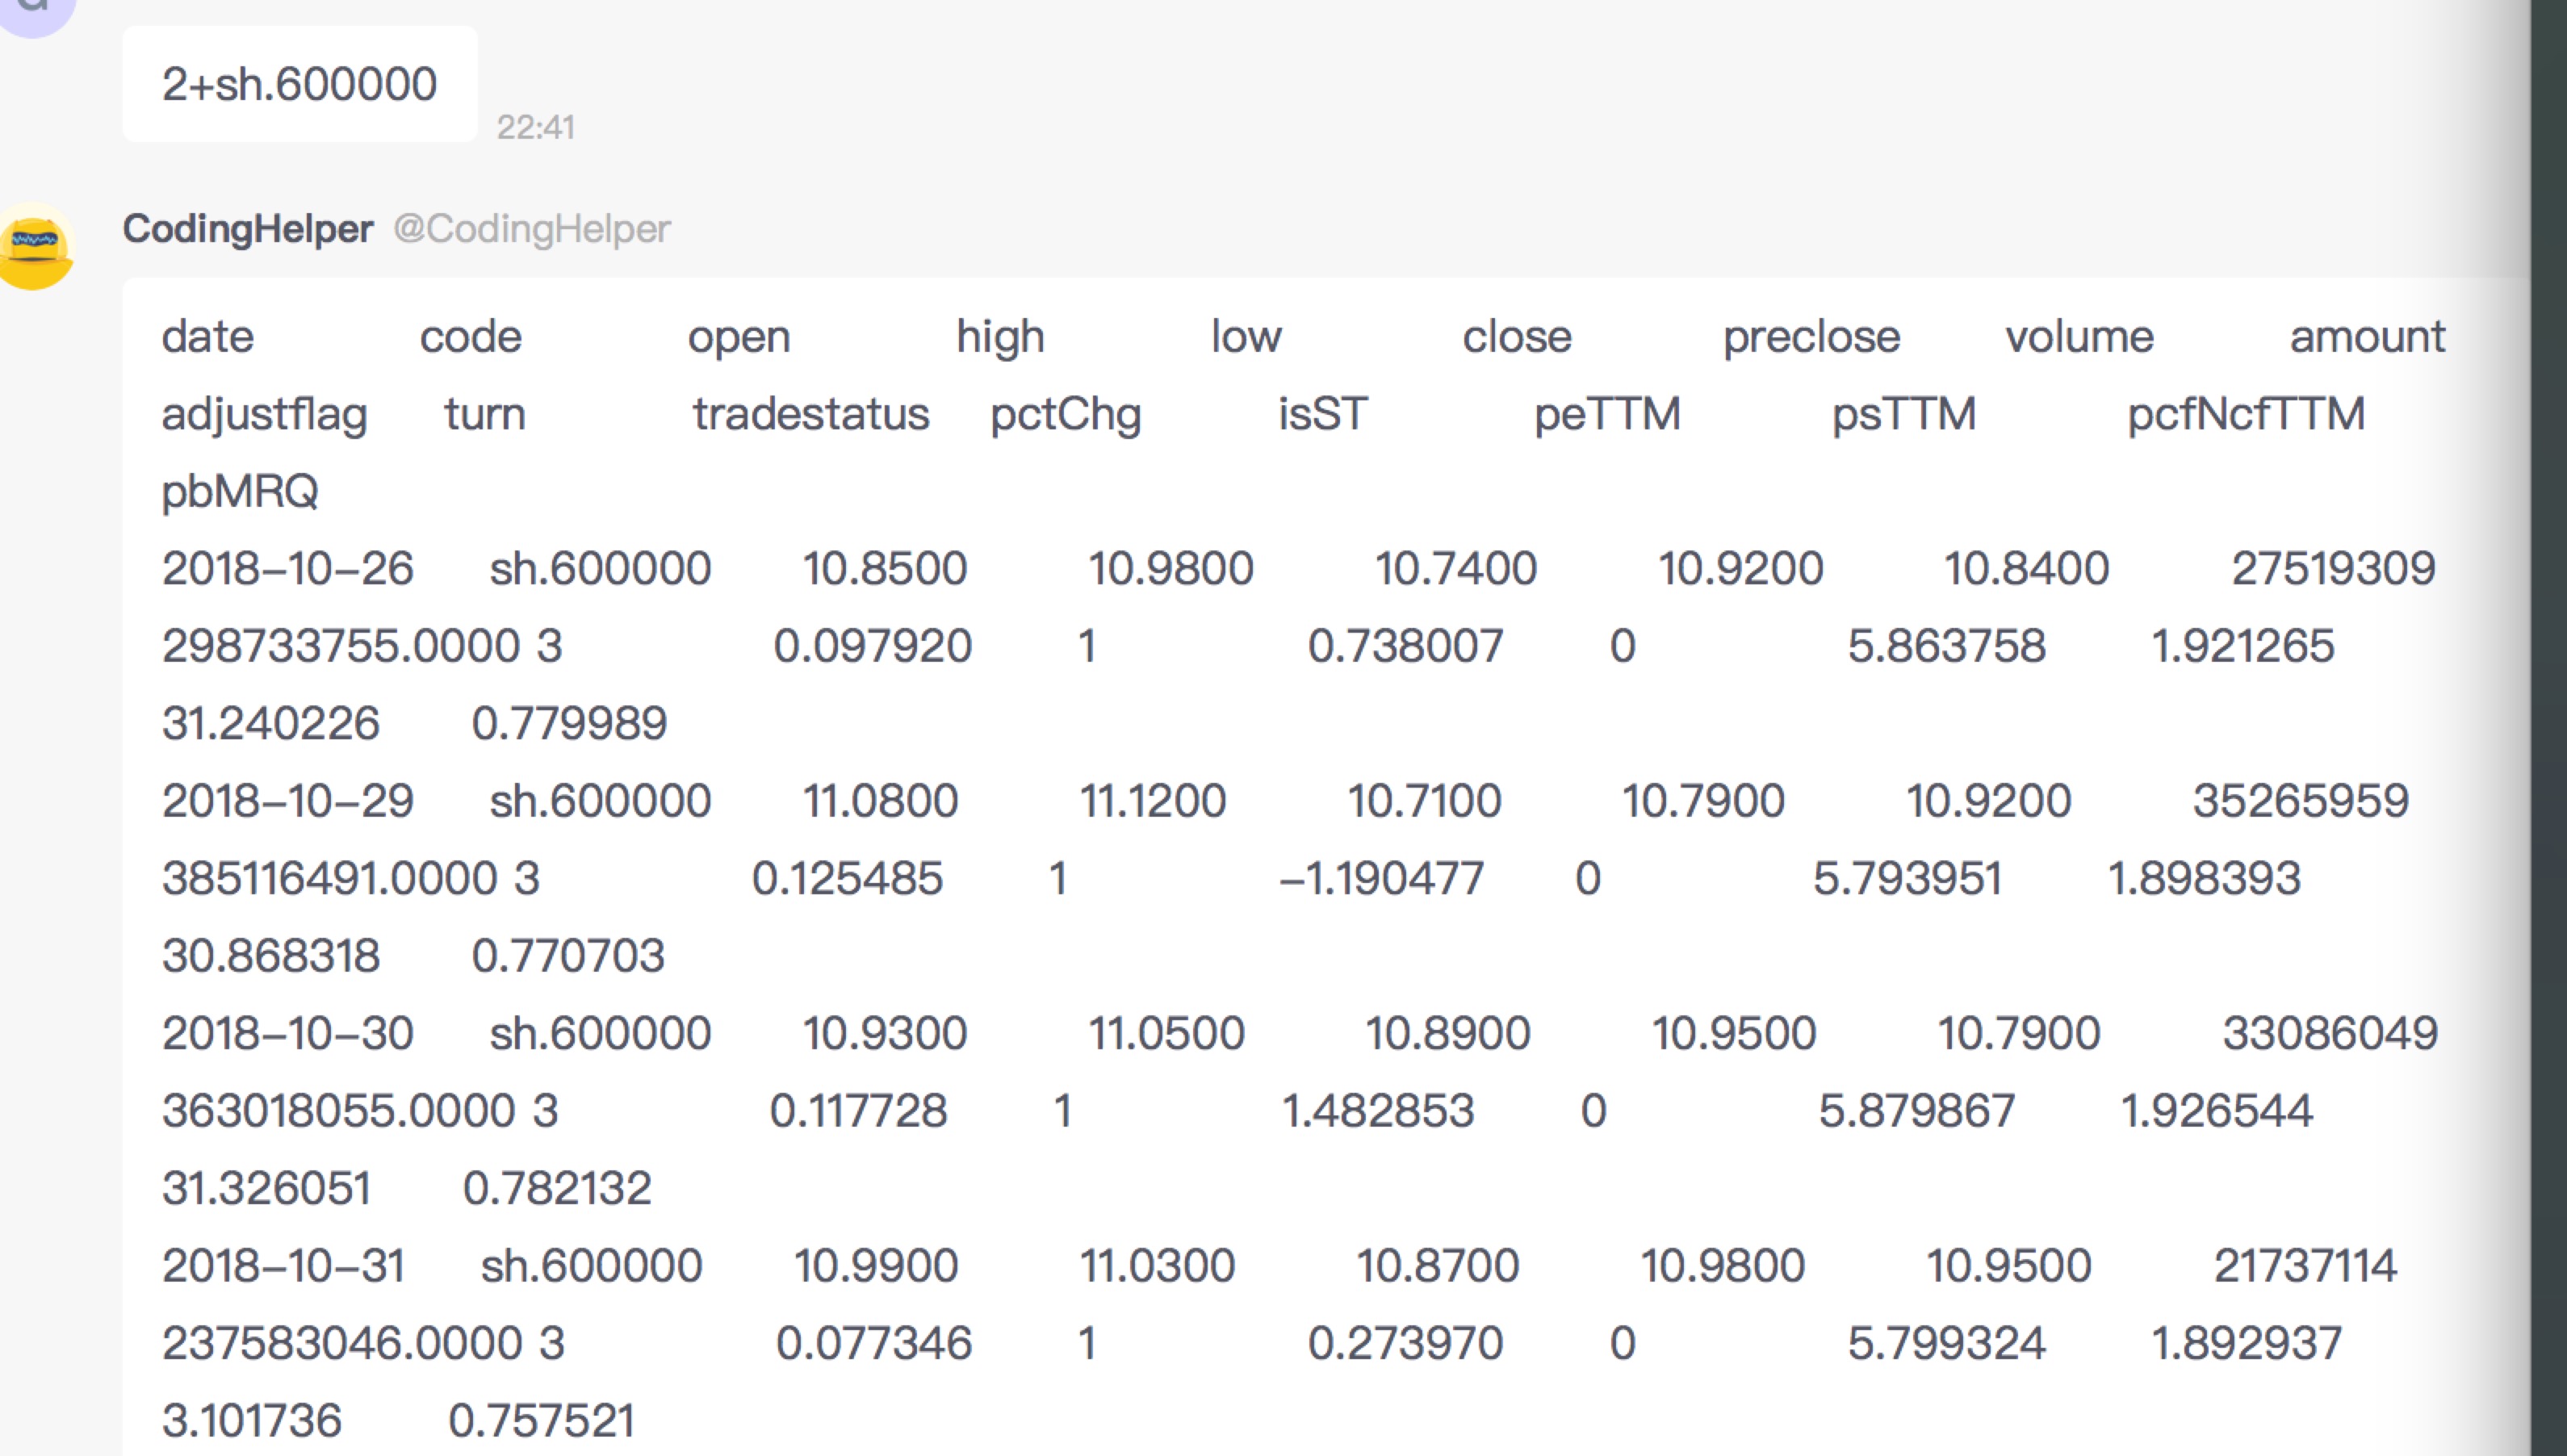 2+sh.600000
22:41
CodingHelper @CodingHelper
date code open high low close preclose volume amount
adjustflag turn tradestatus pctChg isST peTTM psTTM pcfNcfTTM
pbMRQ
2018-10-26 sh.600000 10.8500 10.9800 10.7400 10.9200 10.8400 27519309
298733755.0000 3 0.097920 1 0.738007 0 5.863758 1.921265
31.240226 0.779989
2018-10-29 sh.600000 11.0800 11.1200 10.7100 10.7900 10.9200 35265959
385116491.0000 3 0.125485 1 -1.190477 0 5.793951 1.898393
30.868318 0.770703
2018-10-30 sh.600000 10.9300 11.0500 10.8900 10.9500 10.7900 33086049
363018055.0000 3 0.117728 1 1.482853 0 5.879867 1.926544
31.326051 0.782132
2018-10-31 sh.600000 10.9900 11.0300 10.8700 10.9800 10.9500 21737114
237583046.0000 3 0.077346 1 0.273970 0 5.799324 1.892937
3.101736 0.757521